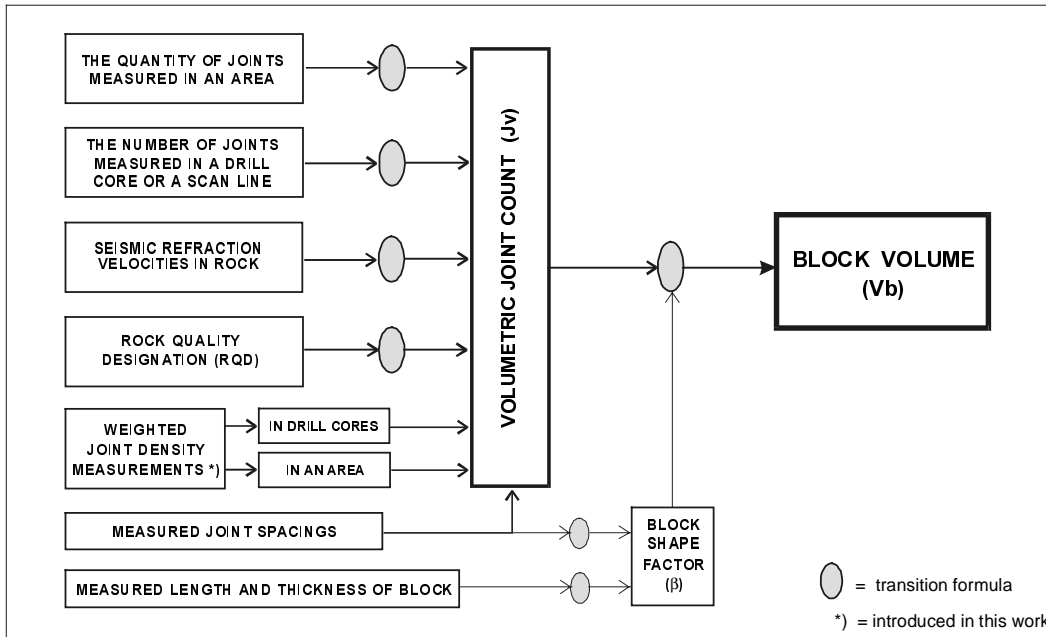 THE QUANTITY OF JOINTS
MEASURED IN AN AREA
THE NUMBER OF JOINTS
MEASURED IN A DRILL
CORE OR A SCAN LINE
SEISMIC REFRACTION
VELOCITIES IN ROCK
ROCK QUALITY
DESIGNATION (RQD)
WEIGHTED
JOINT DENSITY
MEASUREMENTS *)
IN DRILL CORES
IN AN AREA
MEASURED JOINT SPACINGS
MEASURED LENGTH AND THICKNESS OF BLOCK
VOLUMETRIC JOINT COUNT (Jv)
BLOCK
SHAPE
FACTOR
(β)
BLOCK VOLUME
(Vb)
= transition formula
*) = introduced in this work